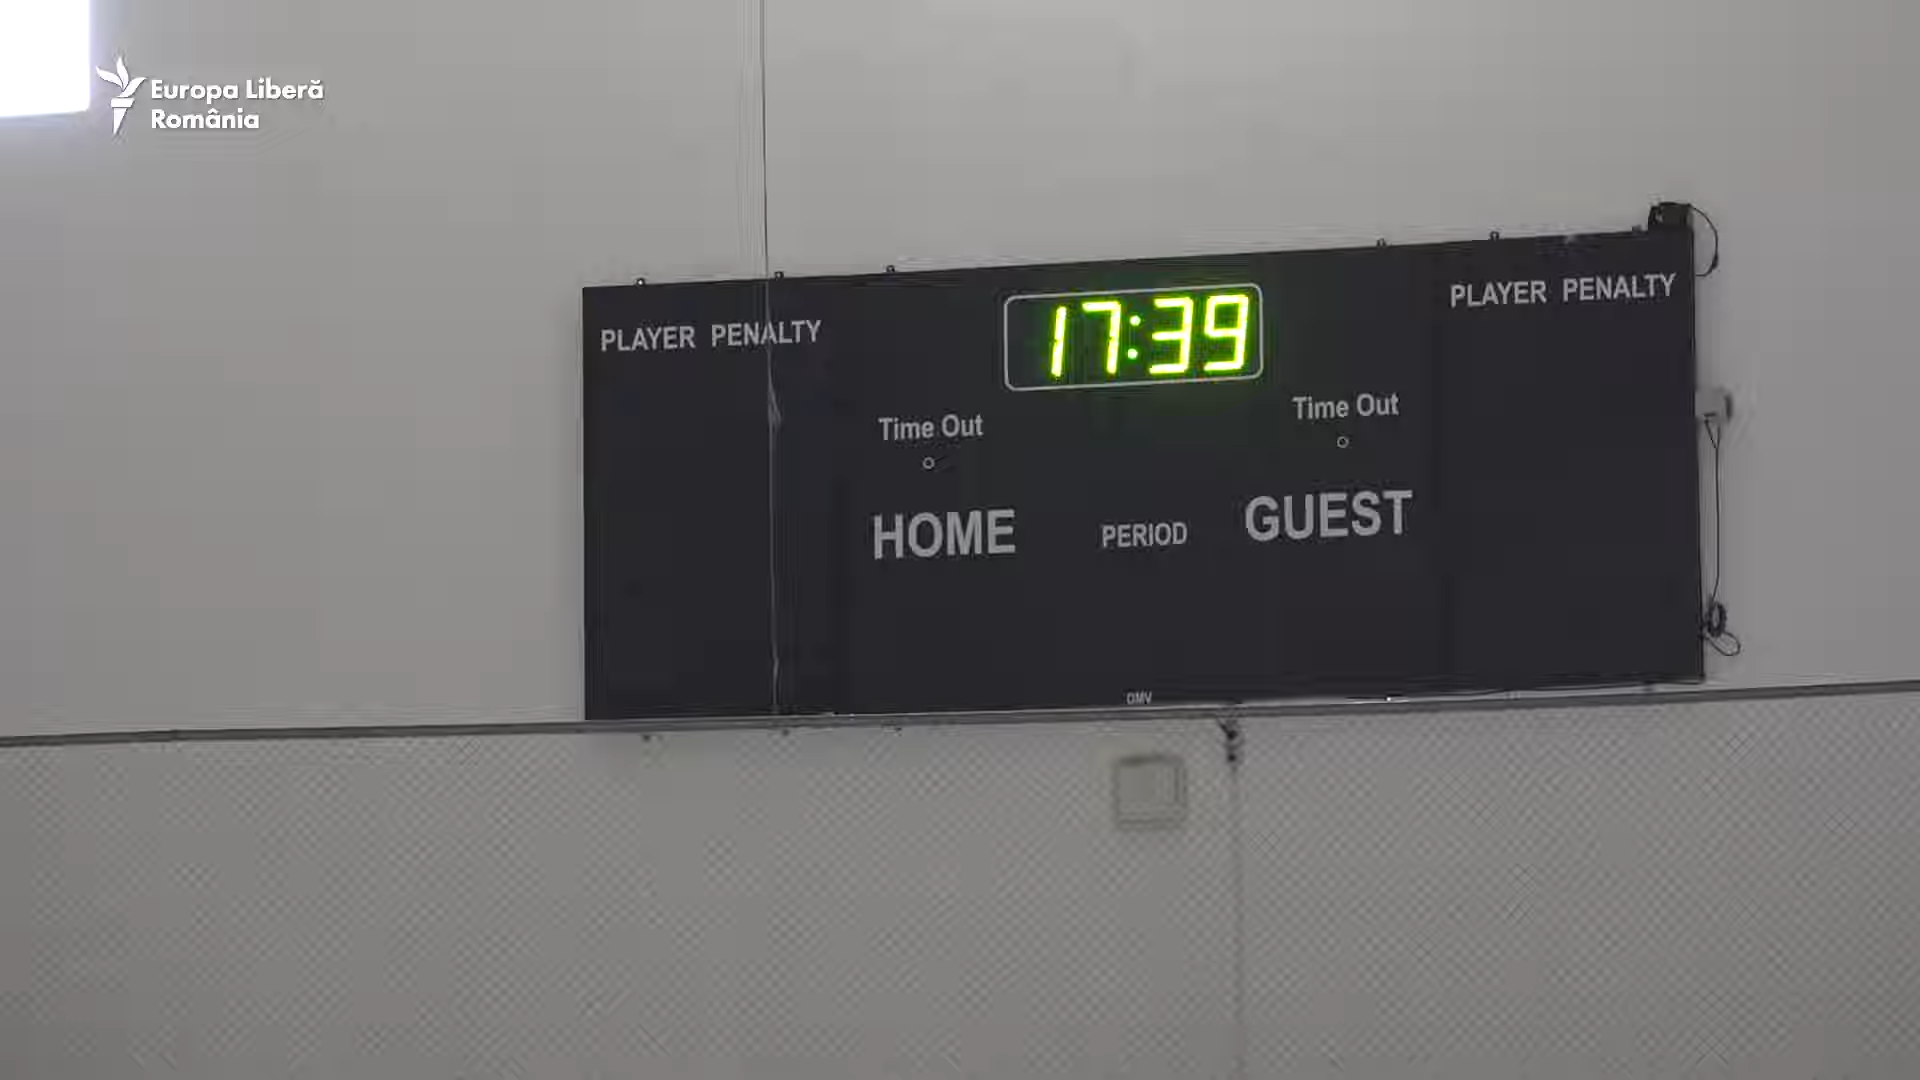 Europa Liberă
România
17:39
PLAYER PENALTY
PLAYER PENALTY
Time Out
Time Out
HOME
PERIOD
GUEST